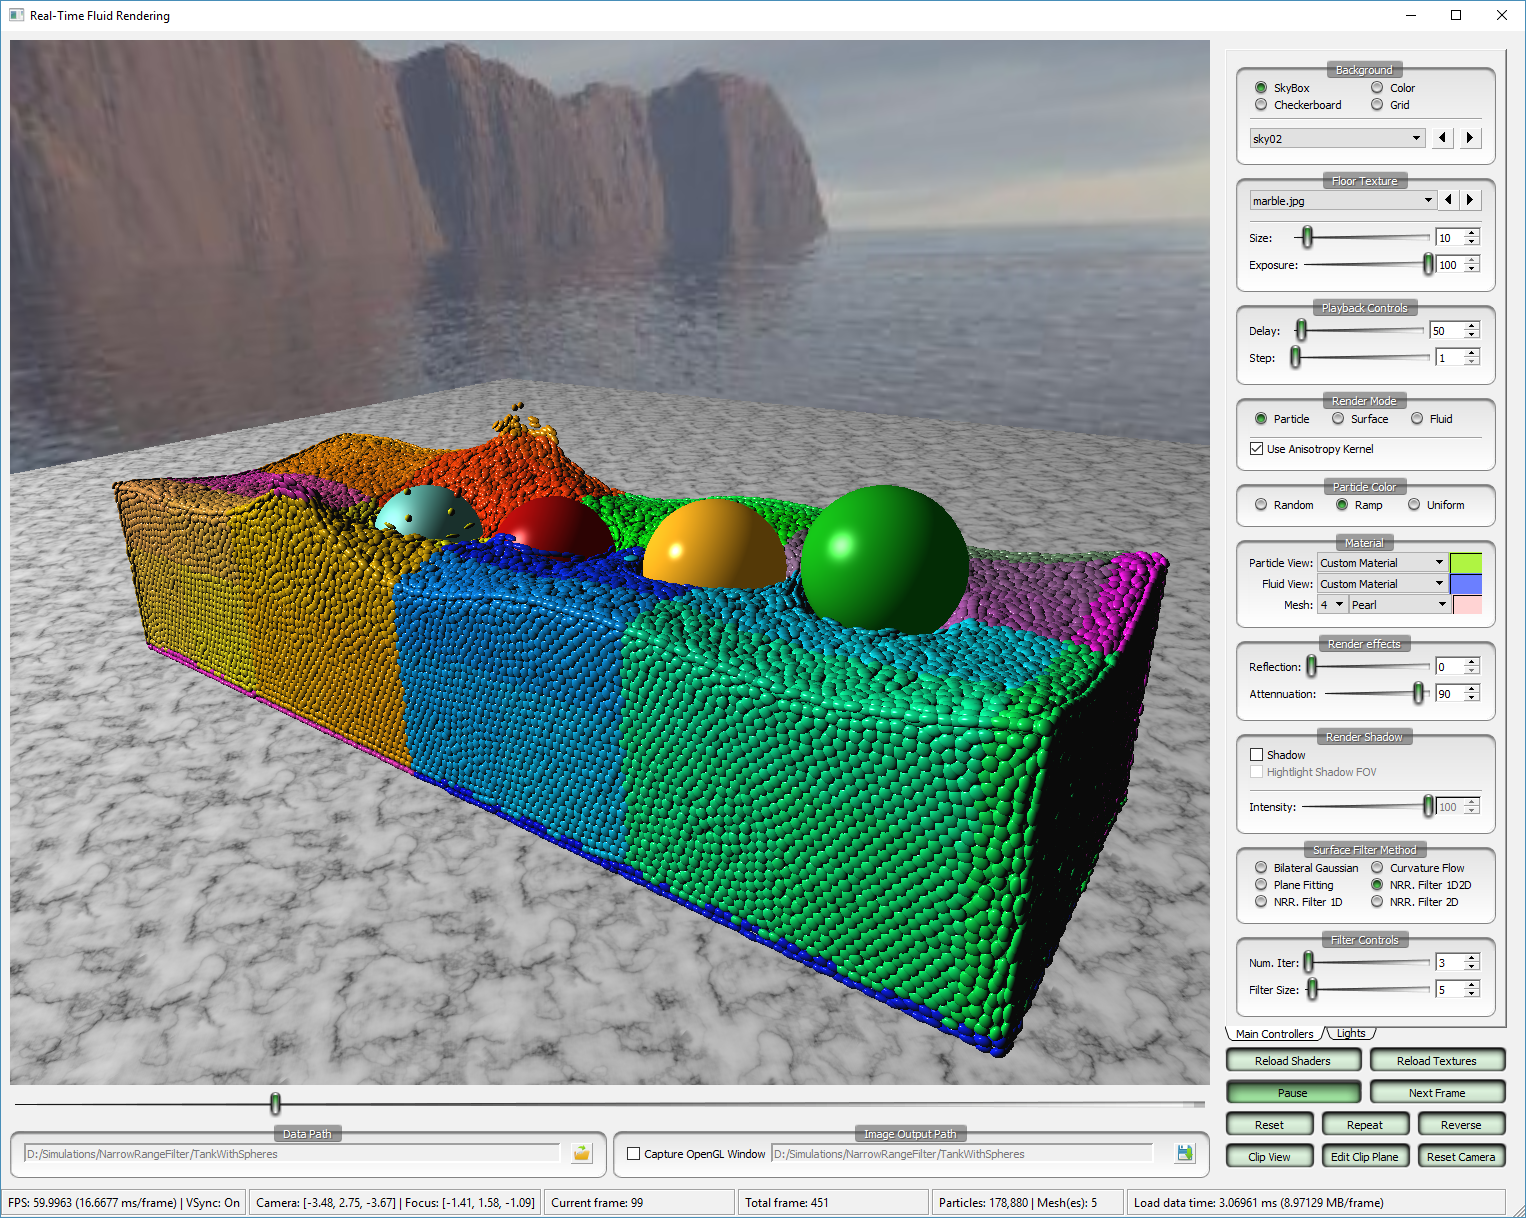 Real-Time Fluid Rendering
Background
SkyBox Color
Checkerboard Grid
sky02
Floor Texture
marble.jpg
Size: 10
Exposure: 100
Playback Controls
Delay: 50
Step: 1
Render Mode
Particle Surface Fluid
Use Anisotropy Kernel
Particle Color
Random Ramp Uniform
Material
Particle View: Custom Material
Fluid View: Custom Material
Mesh: 4 Pearl
Render effects
Reflection: 0
Attennuation: 90
Render Shadow
Shadow
Hightlight Shadow FOV
Intensity: 100
Surface Filter Method
Bilateral Gaussian Curvature Flow
Plane Fitting NRR. Filter 1D2D
NRR. Filter 1D NRR. Filter 2D
Filter Controls
Num. Iter: 3
Filter Size: 5
Main Controllers Lights
Reload Shaders Reload Textures
Pause Next Frame
Reset Repeat Reverse
Clip View Edit Clip Plane Reset Camera
Data Path
D:/Simulations/NarrowRangeFilter/TankWithSpheres
Image Output Path
Capture OpenGL Window D:/Simulations/NarrowRangeFilter/TankWithSpheres
FPS: 59.9963 (16.6677 ms/frame) | VSync: On Camera: [-3.48, 2.75, -3.67] | Focus: [-1.41, 1.58, -1.09] Current frame: 99 Total frame: 451 Particles: 178,880 | Mesh(es): 5 Load data time: 3.06961 ms (8.97129 MB/frame)